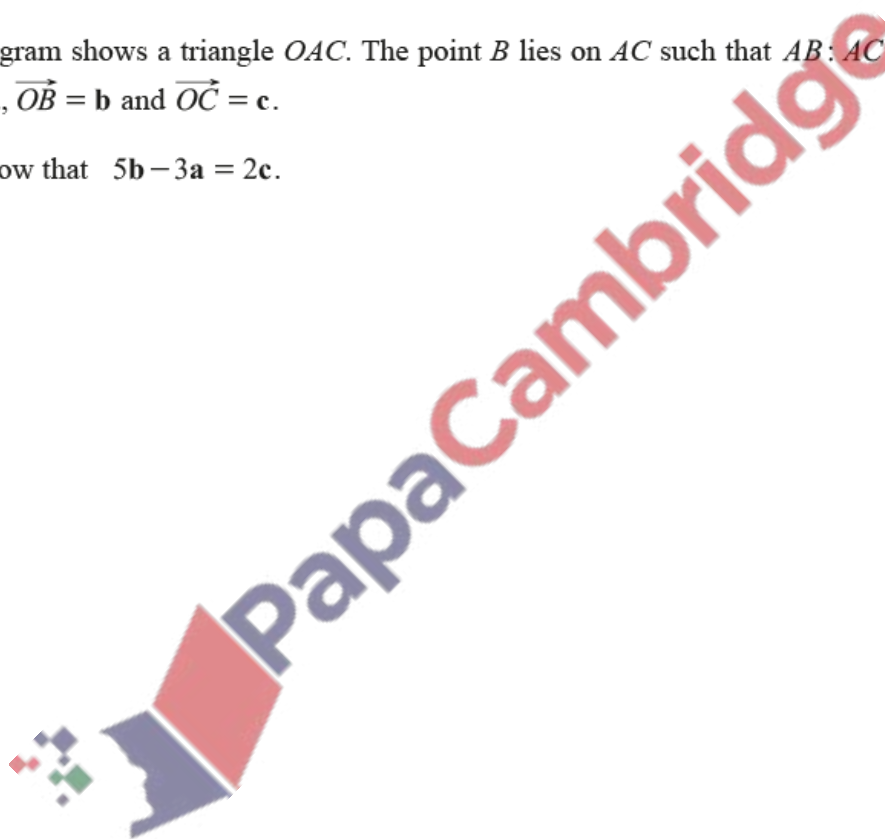 gram shows a triangle OAC. The point B lies on AC such that AB : AC
, OB = b and OC = c.
ow that 5b − 3a = 2c.
PapaCambridge